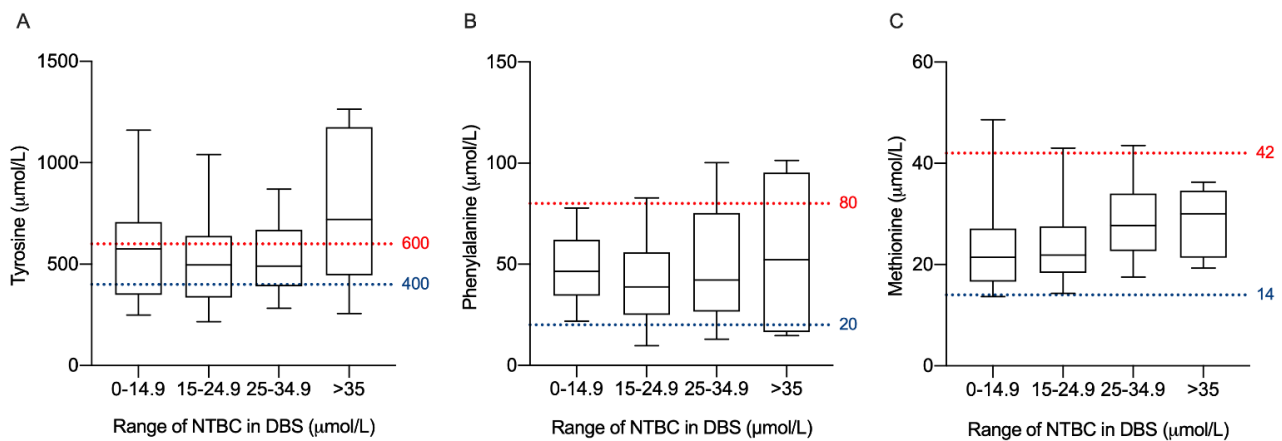 A
1500
1000
500
0
Tyrosine (μmol/L)
600
400
0-14.9 15-24.9 25-34.9 >35
Range of NTBC in DBS (μmol/L)
B
150
100
50
0
Phenylalanine (μmol/L)
80
20
0-14.9 15-24.9 25-34.9 >35
Range of NTBC in DBS (μmol/L)
C
60
40
20
0
Methionine (μmol/L)
42
14
0-14.9 15-24.9 25-34.9 >35
Range of NTBC in DBS (μmol/L)